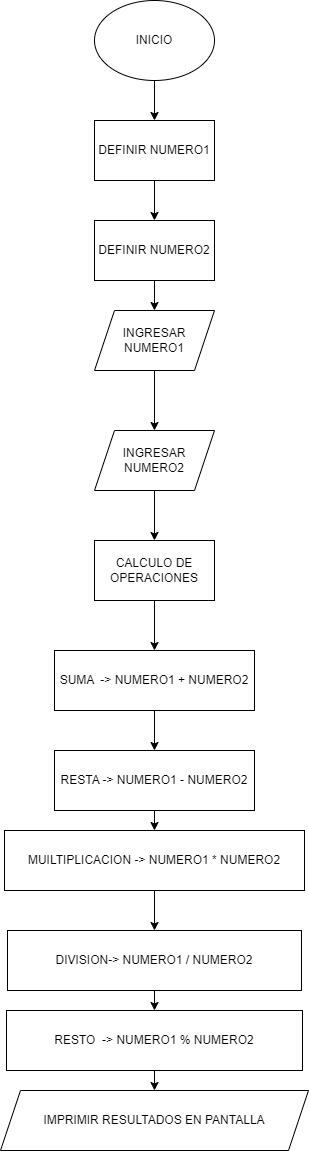 INICIO
DEFINIR NUMERO1
DEFINIR NUMERO2
INGRESAR
NUMERO1
INGRESAR
NUMERO2
CALCULO DE
OPERACIONES
SUMA -> NUMERO1 + NUMERO2
RESTA -> NUMERO1 - NUMERO2
MUILTIPLICACION -> NUMERO1 * NUMERO2
DIVISION-> NUMERO1 / NUMERO2
RESTO -> NUMERO1 % NUMERO2
IMPRIMIR RESULTADOS EN PANTALLA